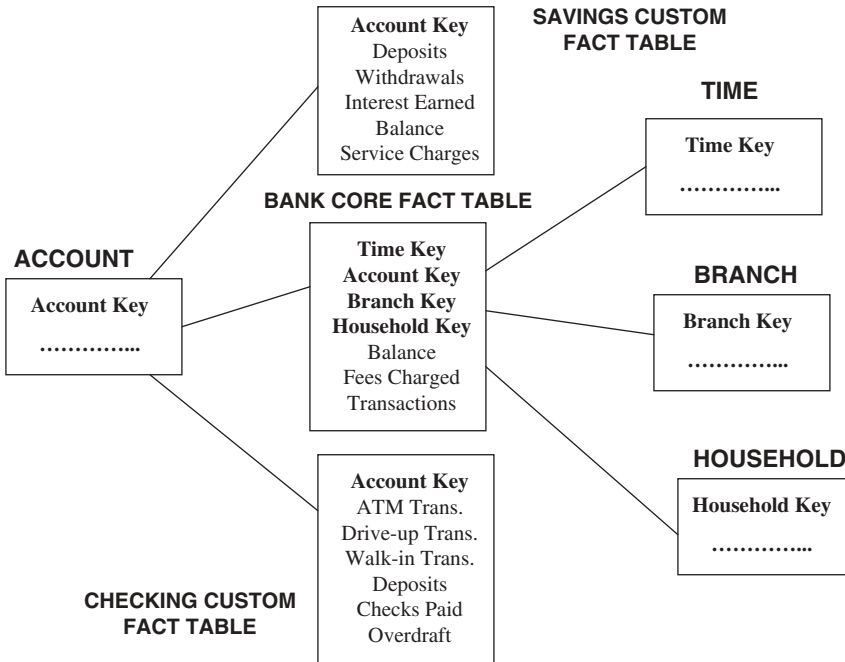 SAVINGS CUSTOM
FACT TABLE
Account Key
Deposits
Withdrawals
Interest Earned
Balance
Service Charges
TIME
Time Key
…………...
BANK CORE FACT TABLE
Time Key
Account Key
Branch Key
Household Key
Balance
Fees Charged
Transactions
ACCOUNT
Account Key
…………...
BRANCH
Branch Key
…………...
HOUSEHOLD
Household Key
…………...
Account Key
ATM Trans.
Drive-up Trans.
Walk-in Trans.
Deposits
Checks Paid
Overdraft
CHECKING CUSTOM
FACT TABLE